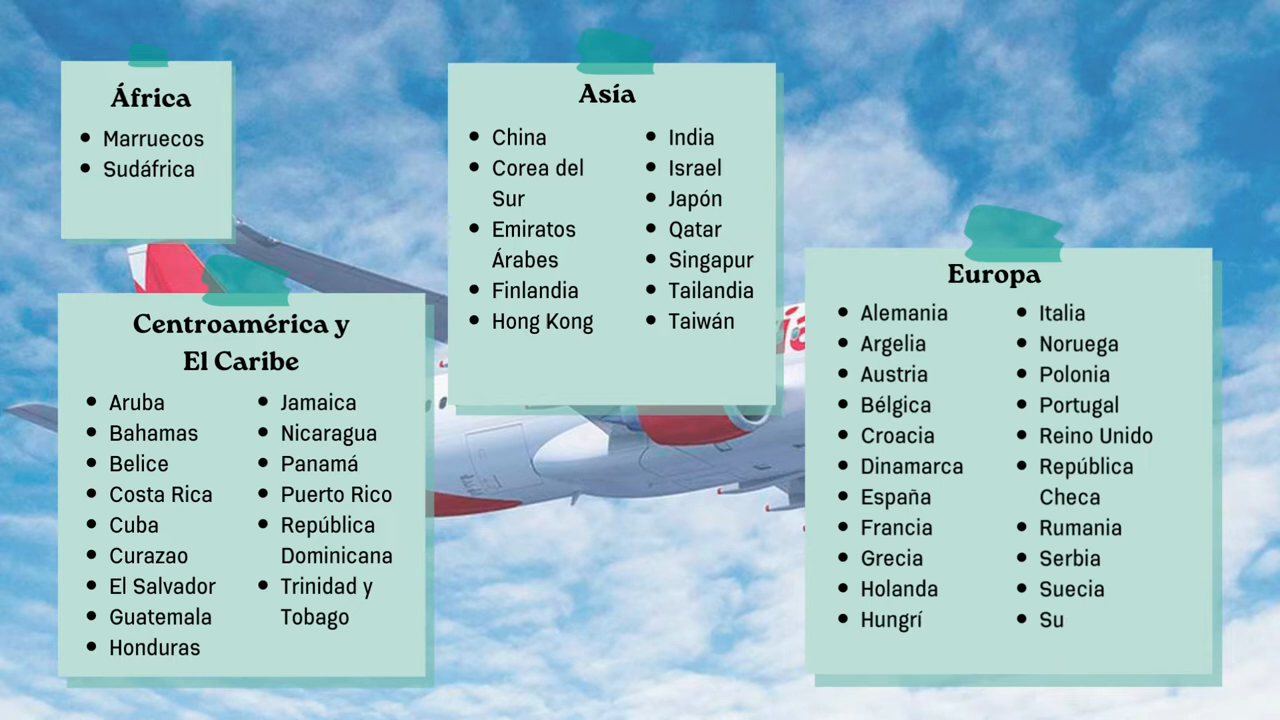 África
Marruecos
Sudáfrica
Centroamérica y
El Caribe
Aruba
Bahamas
Belice
Costa Rica
Cuba
Curazao
El Salvador
Guatemala
Honduras
Jamaica
Nicaragua
Panamá
Puerto Rico
República
Dominicana
Trinidad y
Tobago
Asía
China
Corea del
Sur
Emiratos
Árabes
Finlandia
Hong Kong
India
Israel
Japón
Qatar
Singapur
Tailandia
Taiwán
Europa
Alemania
Argelia
Austria
Bélgica
Croacia
Dinamarca
España
Francia
Grecia
Holanda
Hungrí
Italia
Noruega
Polonia
Portugal
Reino Unido
República
Checa
Rumania
Serbia
Suecia
Su